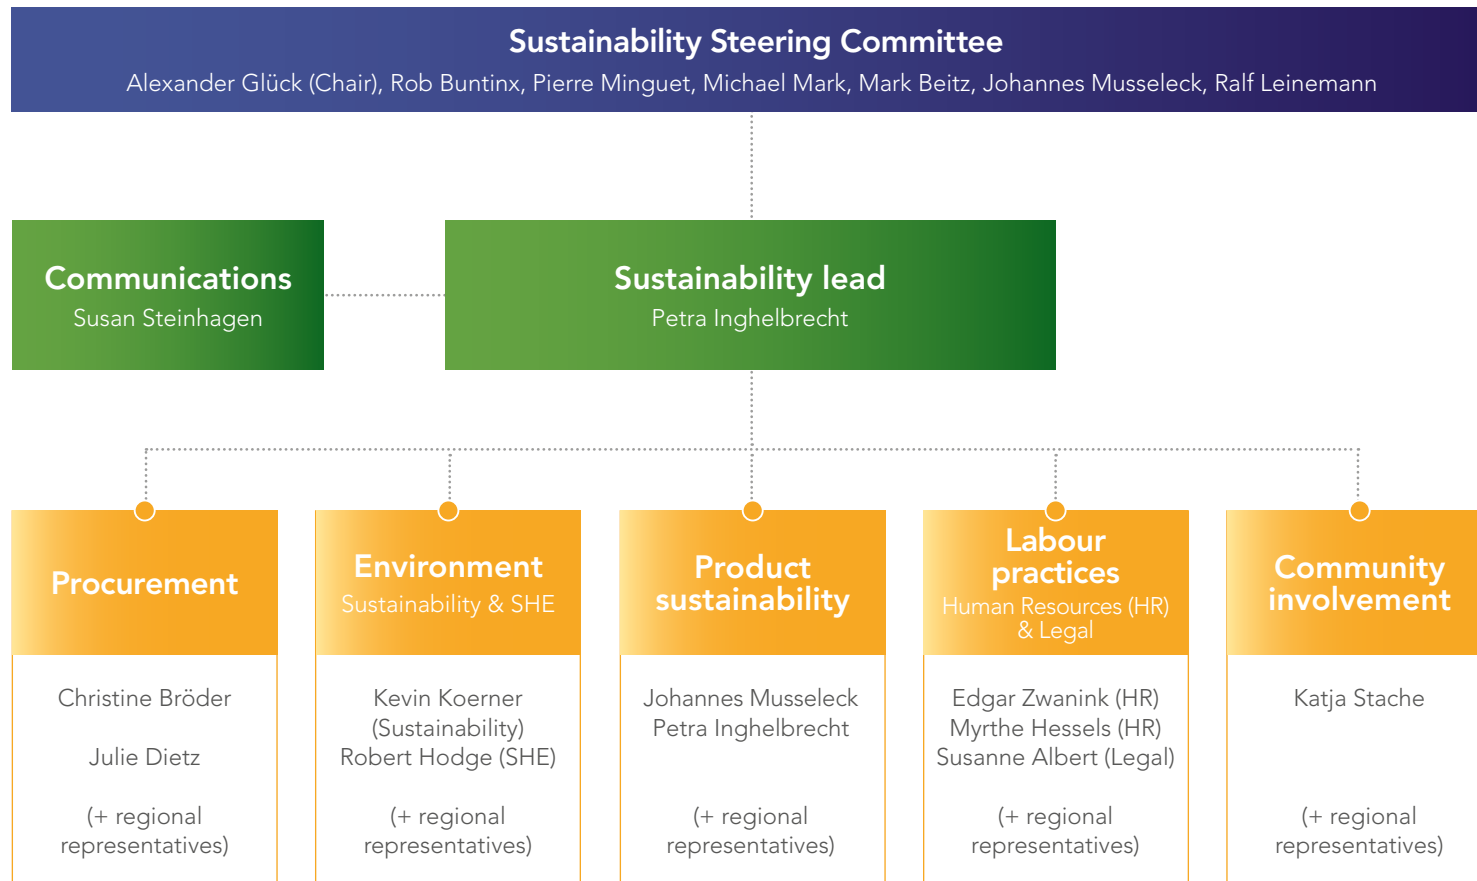 Sustainability Steering Committee
Alexander Glück (Chair), Rob Buntinx, Pierre Minguet, Michael Mark, Mark Beitz, Johannes Musseleck, Ralf Leinemann
Communications
Susan Steinhagen
Sustainability lead
Petra Inghelbrecht
Procurement
Christine Bröder
Julie Dietz
(+ regional
representatives)
Environment
Sustainability & SHE
Kevin Koerner
(Sustainability)
Robert Hodge (SHE)
(+ regional
representatives)
Product
sustainability
Johannes Musseleck
Petra Inghelbrecht
(+ regional
representatives)
Labour
practices
Human Resources (HR)
& Legal
Edgar Zwanink (HR)
Myrthe Hessels (HR)
Susanne Albert (Legal)
(+ regional
representatives)
Community
involvement
Katja Stache
(+ regional
representatives)